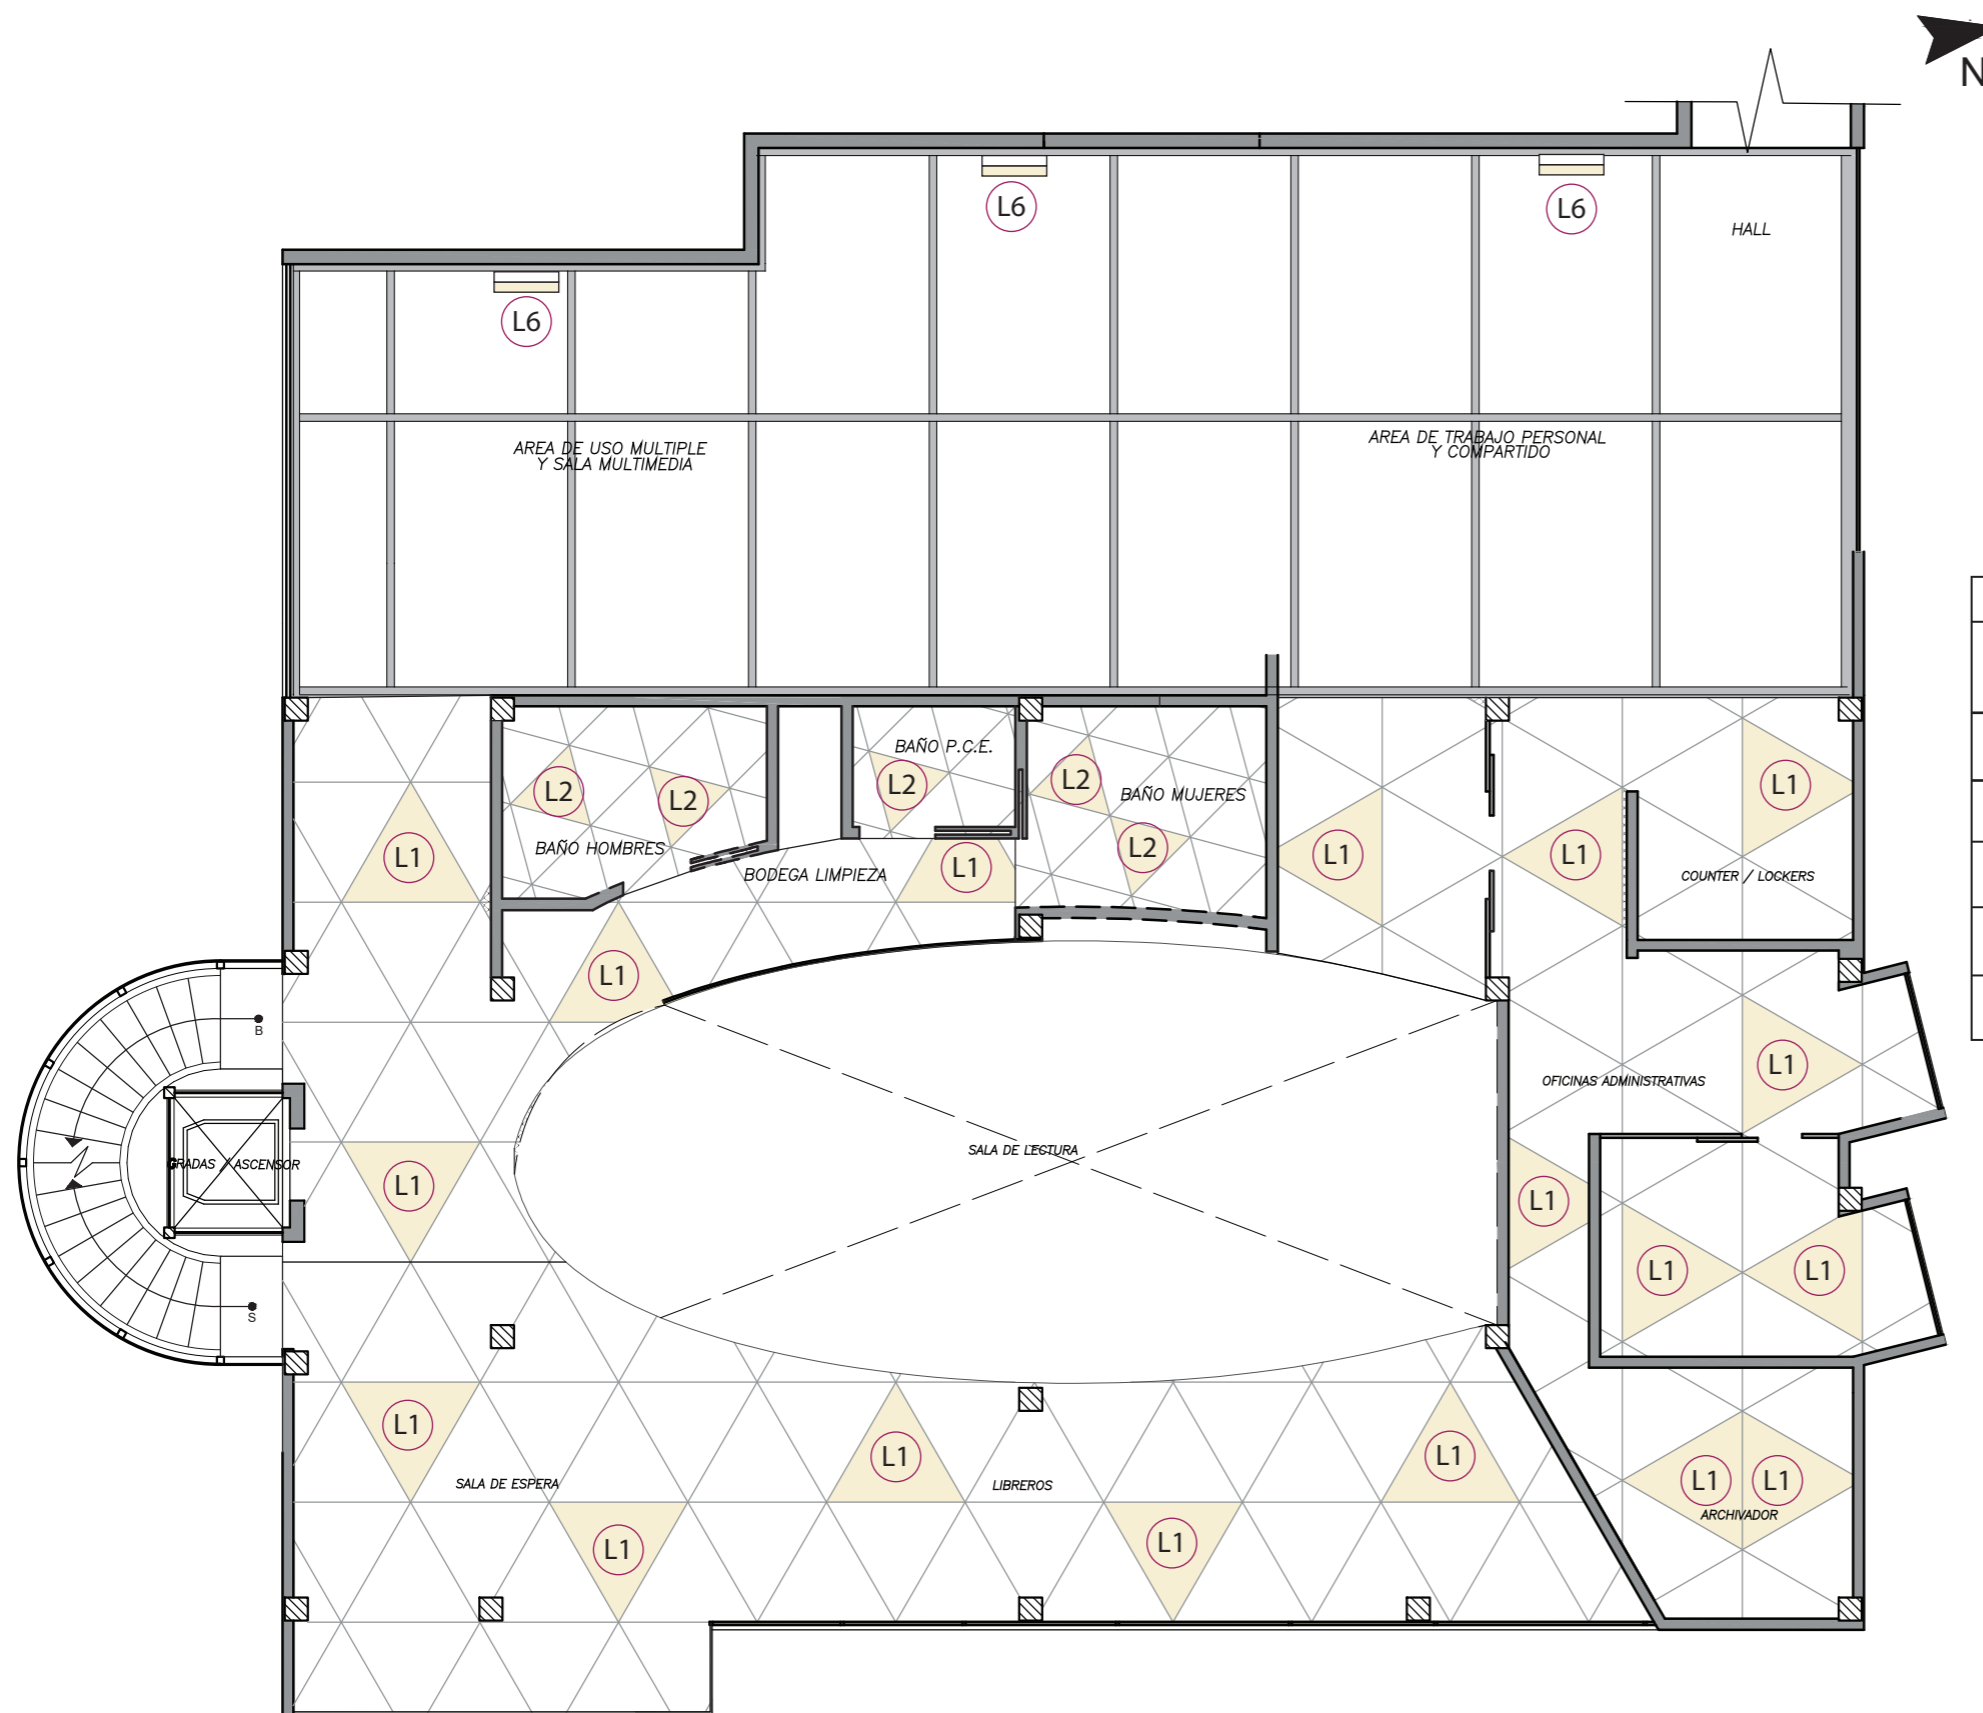 N
L6
L6
HALL
L6
AREA DE USO MULTIPLE
Y SALA MULTIMEDIA
AREA DE TRABAJO PERSONAL
Y COMPARTIDO
BAÑO P.C.E.
L2
L2
L2
L2
BAÑO MUJERES
L1
L2
BAÑO HOMBRES
L1
L1
L1
L1
BODEGA LIMPIEZA
COUNTER / LOCKERS
L1
B
L1
OFICINAS ADMINISTRATIVAS
SALA DE LECTURA
GRADAS / ASCENSOR
L1
L1
L1
L1
S
L1
L1
L1
SALA DE ESPERA
LIBREROS
L1
L1
ARCHIVADOR
L1
L1